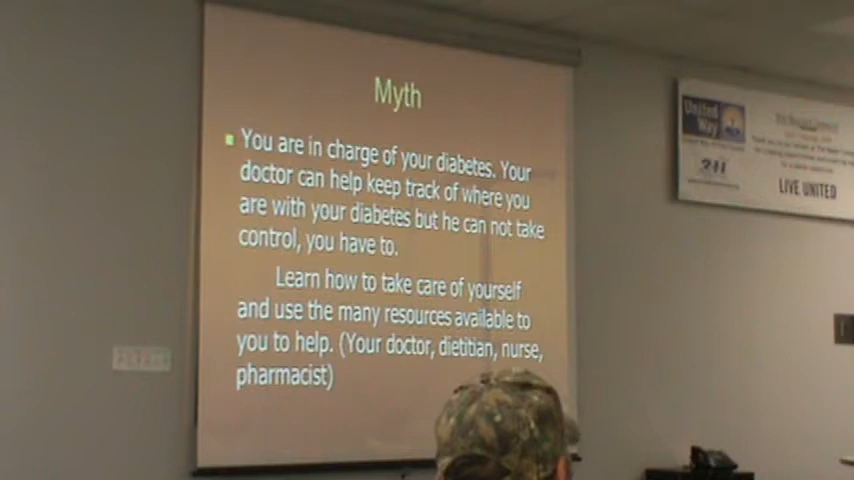 Myth
You are in charge of your diabetes. Your
doctor can help keep track of where you
are with your diabetes but he can not take
control, you have to.
Learn how to take care of yourself
and use the many resources available to
you to help. (Your doctor, dietitian, nurse,
pharmacist)
United
Way
211
LIVE UNITED